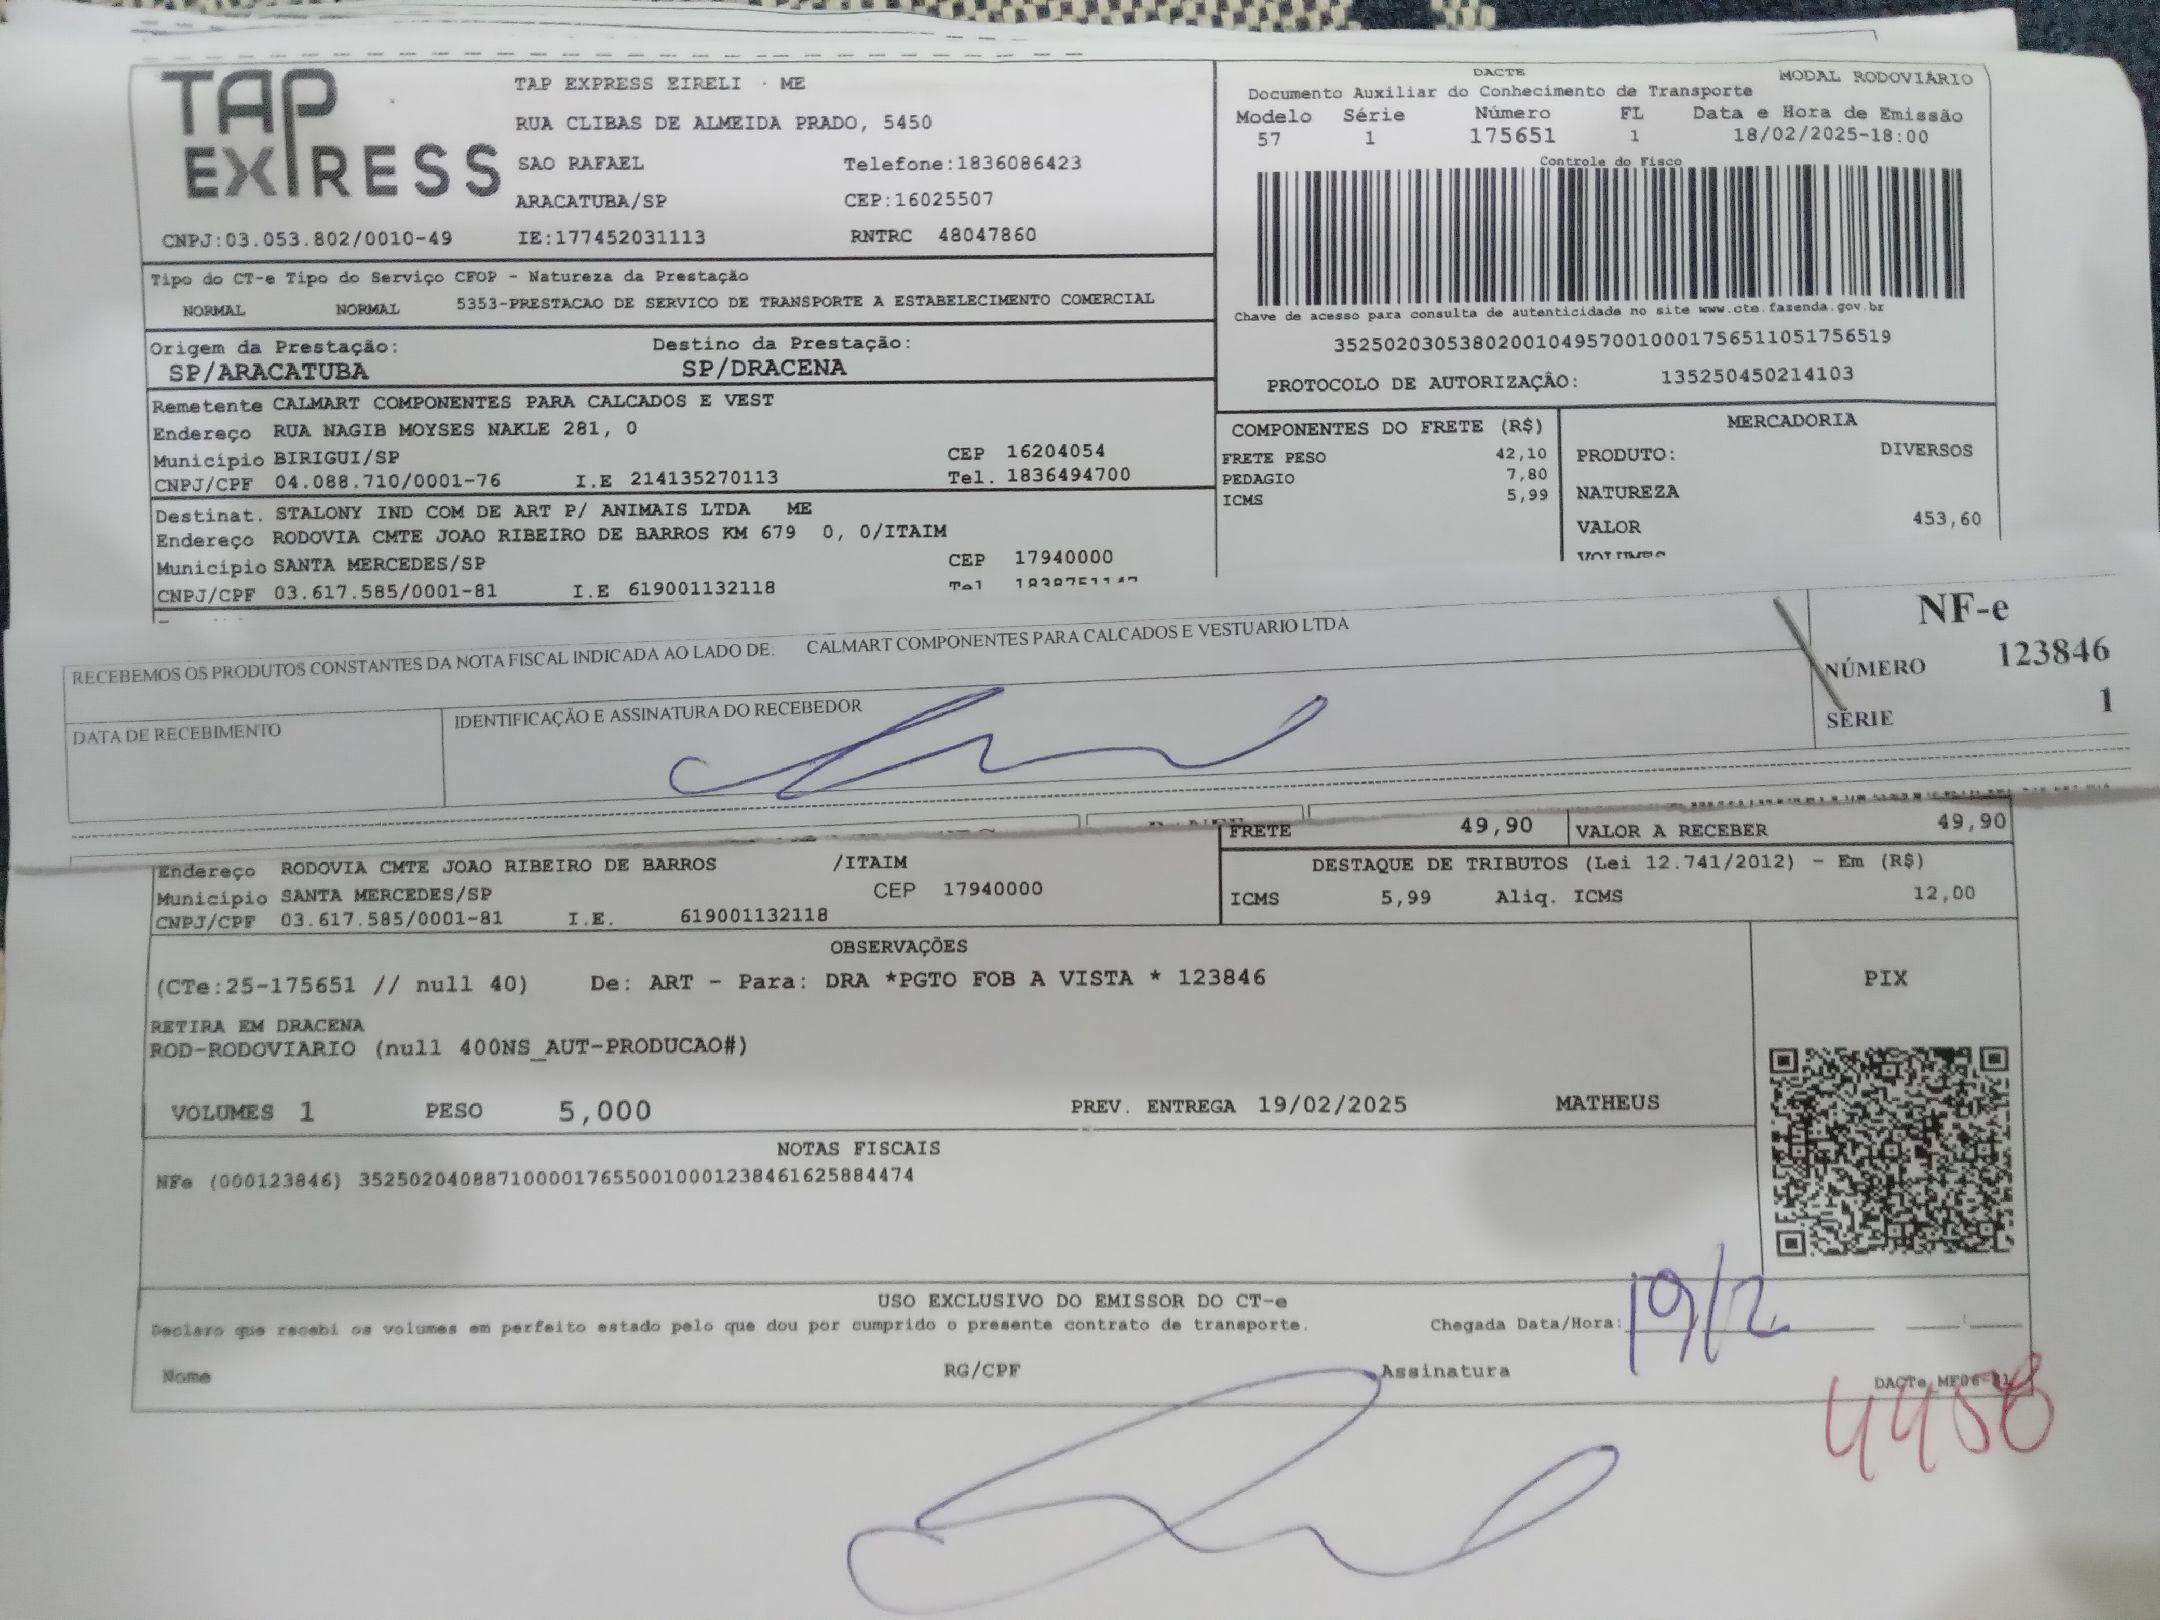 TAP EXPRESS
TAP EXPRESS EIRELI - ME
RUA CLIBAS DE ALMEIDA PRADO, 5450
SAO RAFAEL Telefone:1836086423
ARACATUBA/SP CEP:16025507
CNPJ:03.053.802/0010-49 IE:177452031113 RNTRC 48047860
DACTE MODAL RODOVIÁRIO
Documento Auxiliar do Conhecimento de Transporte
Modelo Série Número FL Data e Hora de Emissão
57 1 175651 1 18/02/2025-18:00
Controle do Fisco
Chave de acesso para consulta de autenticidade no site www.cte.fazenda.gov.br
35250203053802001049570010001756511051756519
PROTOCOLO DE AUTORIZAÇÃO: 135250450214103
Tipo do CT-e Tipo do Serviço CFOP - Natureza da Prestação
NORMAL NORMAL 5353-PRESTACAO DE SERVICO DE TRANSPORTE A ESTABELECIMENTO COMERCIAL
Origem da Prestação: Destino da Prestação:
SP/ARACATUBA SP/DRACENA
Remetente CALMART COMPONENTES PARA CALCADOS E VEST
Endereço RUA NAGIB MOYSES NAKLE 281, 0
Município BIRIGUI/SP CEP 16204054
CNPJ/CPF 04.088.710/0001-76 I.E 214135270113 Tel. 1836494700
Destinat. STALONY IND COM DE ART P/ ANIMAIS LTDA ME
Endereço RODOVIA CMTE JOAO RIBEIRO DE BARROS KM 679 0, 0/ITAIM
Município SANTA MERCEDES/SP CEP 17940000
CNPJ/CPF 03.617.585/0001-81 I.E 619001132118 Tel
COMPONENTES DO FRETE (R$)
FRETE PESO 42,10
PEDAGIO 7,80
ICMS 5,99
MERCADORIA
PRODUTO: DIVERSOS
NATUREZA
VALOR 453,60
VOLUMES
RECEBEMOS OS PRODUTOS CONSTANTES DA NOTA FISCAL INDICADA AO LADO DE: CALMART COMPONENTES PARA CALCADOS E VESTUARIO LTDA
DATA DE RECEBIMENTO IDENTIFICAÇÃO E ASSINATURA DO RECEBEDOR
NF-e
NÚMERO 123846
SÉRIE 1
FRETE 49,90 VALOR A RECEBER 49,90
Endereço RODOVIA CMTE JOAO RIBEIRO DE BARROS /ITAIM
Município SANTA MERCEDES/SP CEP 17940000
CNPJ/CPF 03.617.585/0001-81 I.E. 619001132118
DESTAQUE DE TRIBUTOS (Lei 12.741/2012) - Em (R$)
ICMS 5,99 Aliq. ICMS 12,00
OBSERVAÇÕES
(CTe:25-175651 // null 40) De: ART - Para: DRA *PGTO FOB A VISTA * 123846
RETIRA EM DRACENA
ROD-RODOVIARIO (null 400NS_AUT-PRODUCAO#)
PIX
VOLUMES 1 PESO 5,000 PREV. ENTREGA 19/02/2025 MATHEUS
NOTAS FISCAIS
NFe (000123846) 35250204088710000176550010001238461625884474
USO EXCLUSIVO DO EMISSOR DO CT-e
Declaro que recebi os volumes em perfeito estado pelo que dou por cumprido o presente contrato de transporte. Chegada Data/Hora: 19/2
Nome RG/CPF Assinatura
4458